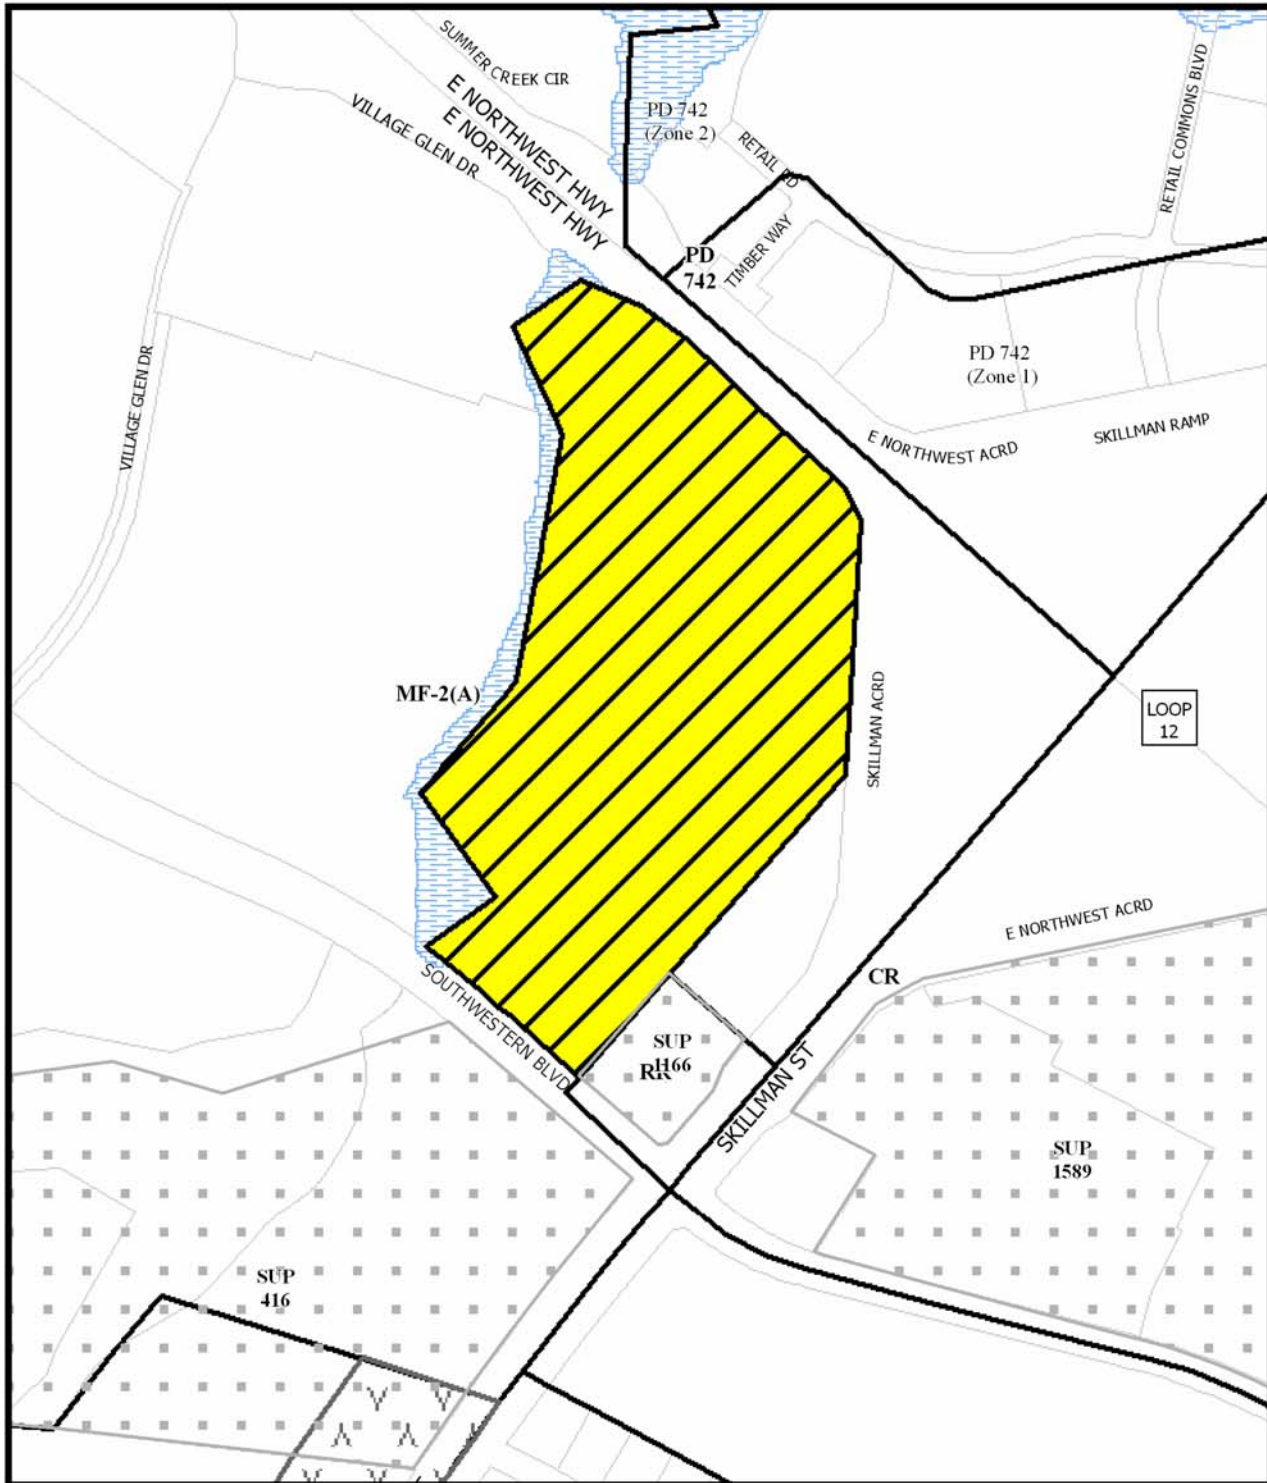 SUMMER CREEK CIR
RETAIL COMMONS BLVD
E NORTHWEST HWY
E NORTHWEST HWY
VILLAGE GLEN DR
PD 742
(Zone 2)
RETAIL RD
TIMBER WAY
PD
742
PD 742
(Zone 1)
VILLAGE GLEN DR
E NORTHWEST ACRD
SKILLMAN RAMP
MF-2(A)
SKILLMAN ACRD
LOOP
12
E NORTHWEST ACRD
CR
SOUTHWESTERN BLVD
SUP
1166
RR
SKILLMAN ST
SUP
1589
SUP
416